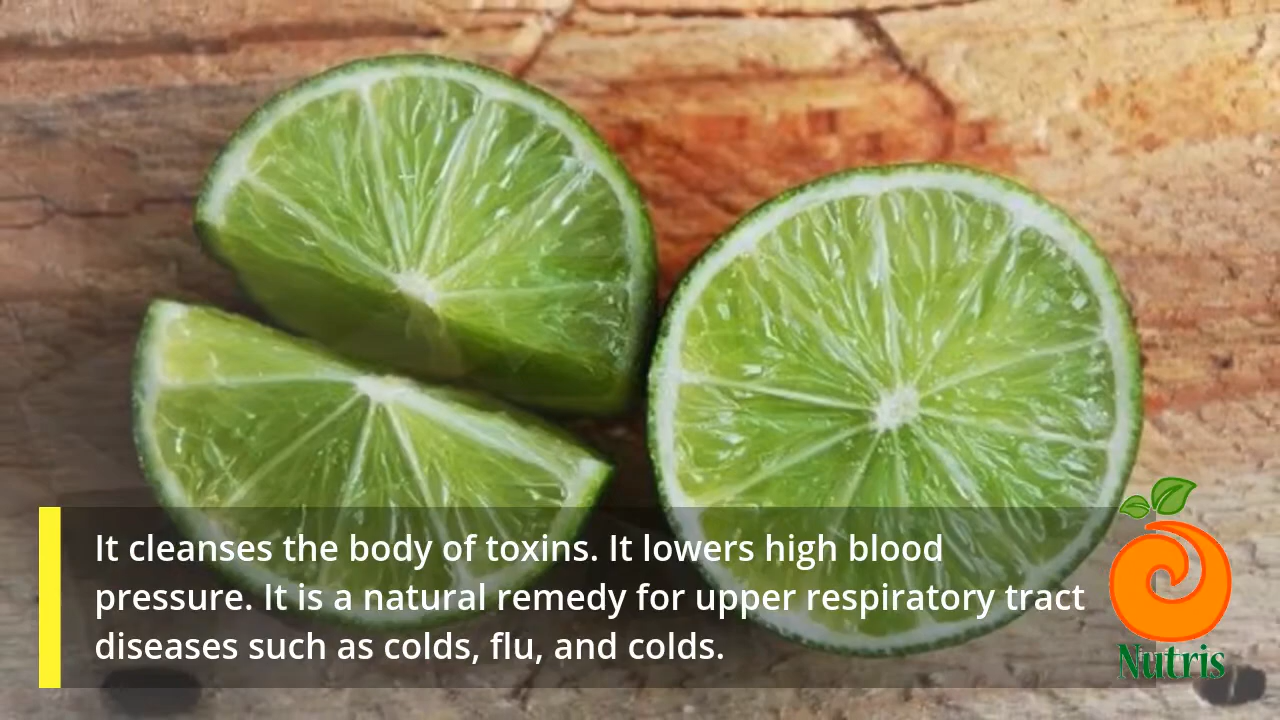 It cleanses the body of toxins. It lowers high blood
pressure. It is a natural remedy for upper respiratory tract
diseases such as colds, flu, and colds.
Nutris